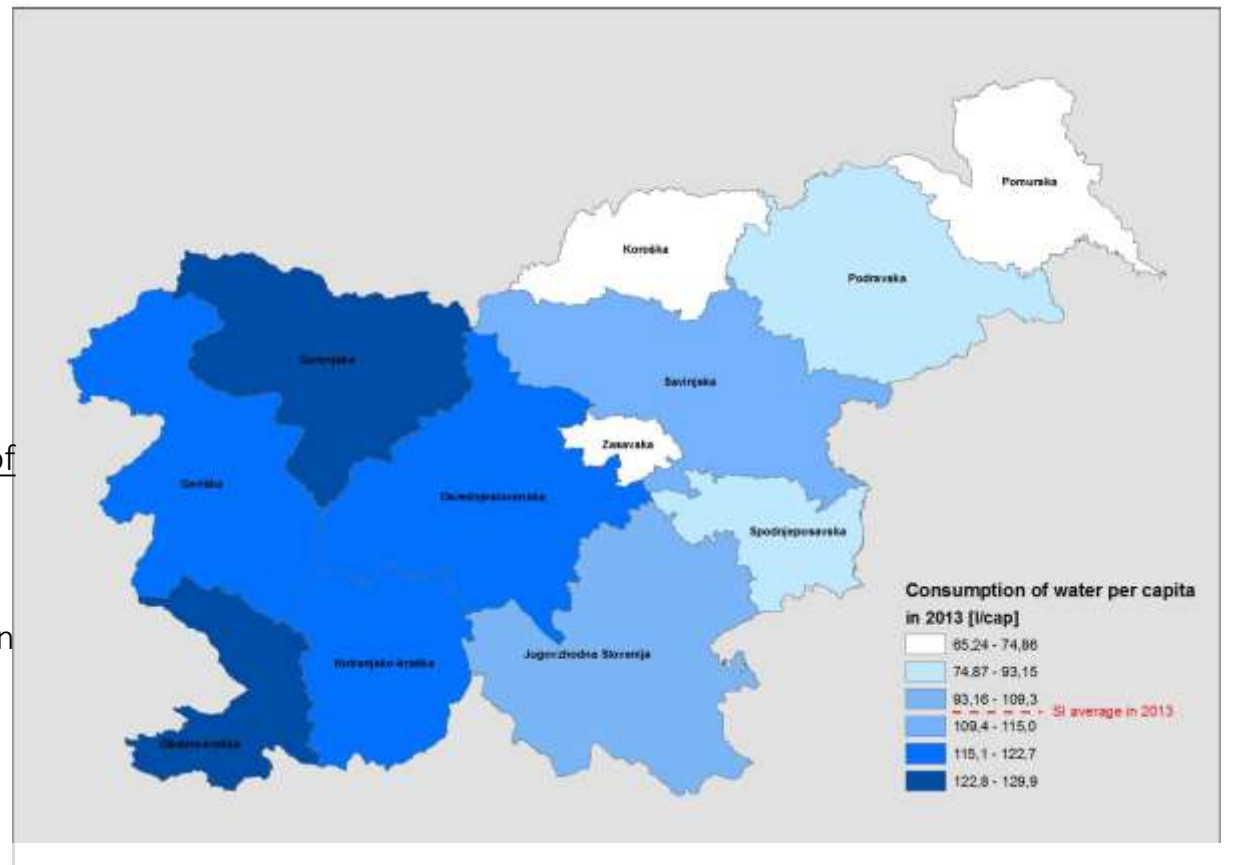 Pomurska
Koroška
Podravska
Gorenjska
Savinjska
of
Zasavska
Goriška
Osrednjeslovenska
Spodnjeposavska
n
Jugovzhodna Slovenija
Notranjsko-kraška
Obalno-kraška
Consumption of water per capita
in 2013 [l/cap]
65,24 - 74,86
74,87 - 93,15
93,16 - 109,3
SI average in 2013
109,4 - 115,0
115,1 - 122,7
122,8 - 129,9